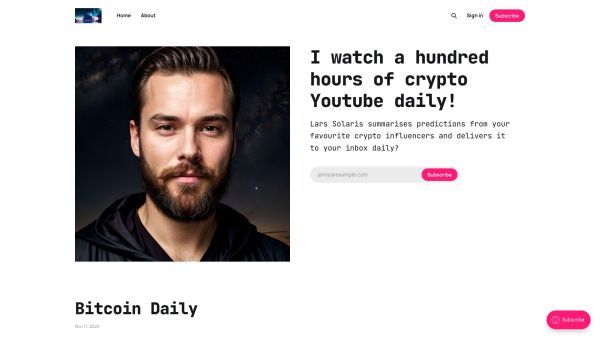 Home About Sign in Subscribe
I watch a hundred
hours of crypto
Youtube daily!
Lars Solaris summarises predictions from your
favourite crypto influencers and delivers it
to your inbox daily?
jamie@example.com Subscribe
Bitcoin Daily
Nov 11, 2023
Subscribe